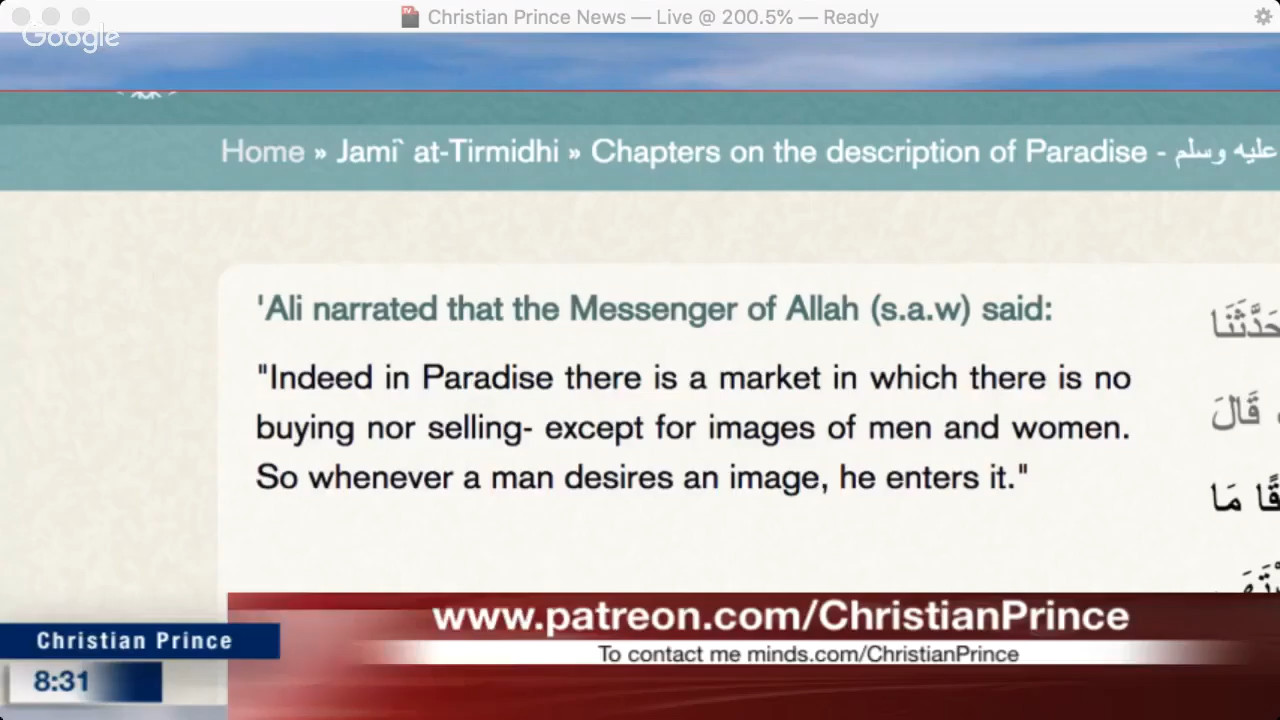 Christian Prince News — Live @ 200.5% — Ready
Google
Home » Jami` at-Tirmidhi » Chapters on the description of Paradise - عليه وسلم
'Ali narrated that the Messenger of Allah (s.a.w) said:
"Indeed in Paradise there is a market in which there is no
buying nor selling- except for images of men and women.
So whenever a man desires an image, he enters it."
حَدَّثَنَا
قَالَ
مَا
www.patreon.com/ChristianPrince
To contact me minds.com/ChristianPrince
Christian Prince
8:31